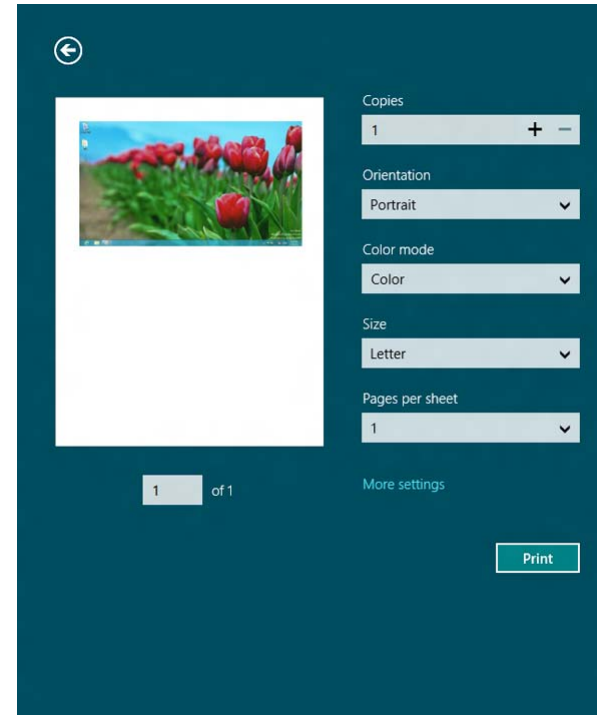 Copies
1
Orientation
Portrait
Color mode
Color
Size
Letter
Pages per sheet
1
1 of 1
More settings
Print